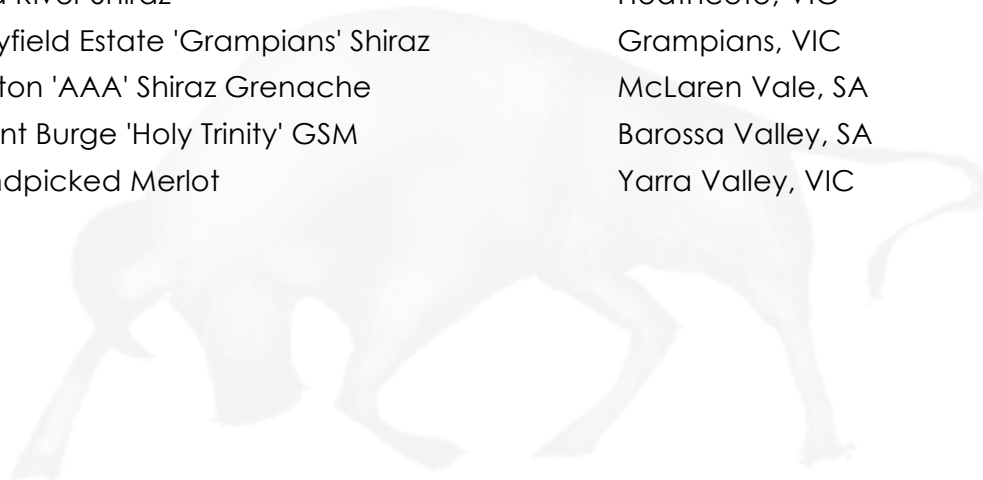 River Shiraz Heathcote, VIC
yfield Estate 'Grampians' Shiraz Grampians, VIC
ton 'AAA' Shiraz Grenache McLaren Vale, SA
nt Burge 'Holy Trinity' GSM Barossa Valley, SA
ndpicked Merlot Yarra Valley, VIC